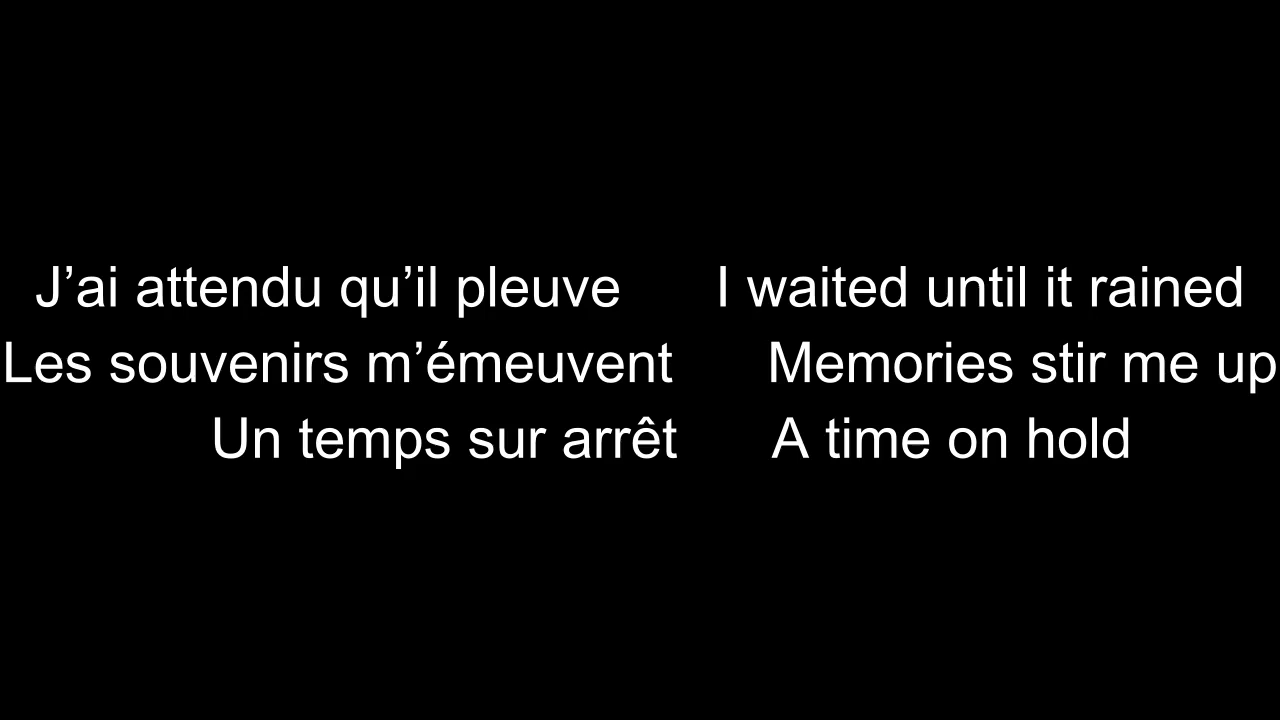 J’ai attendu qu’il pleuve I waited until it rained
Les souvenirs m’émeuvent Memories stir me up
Un temps sur arrêt A time on hold